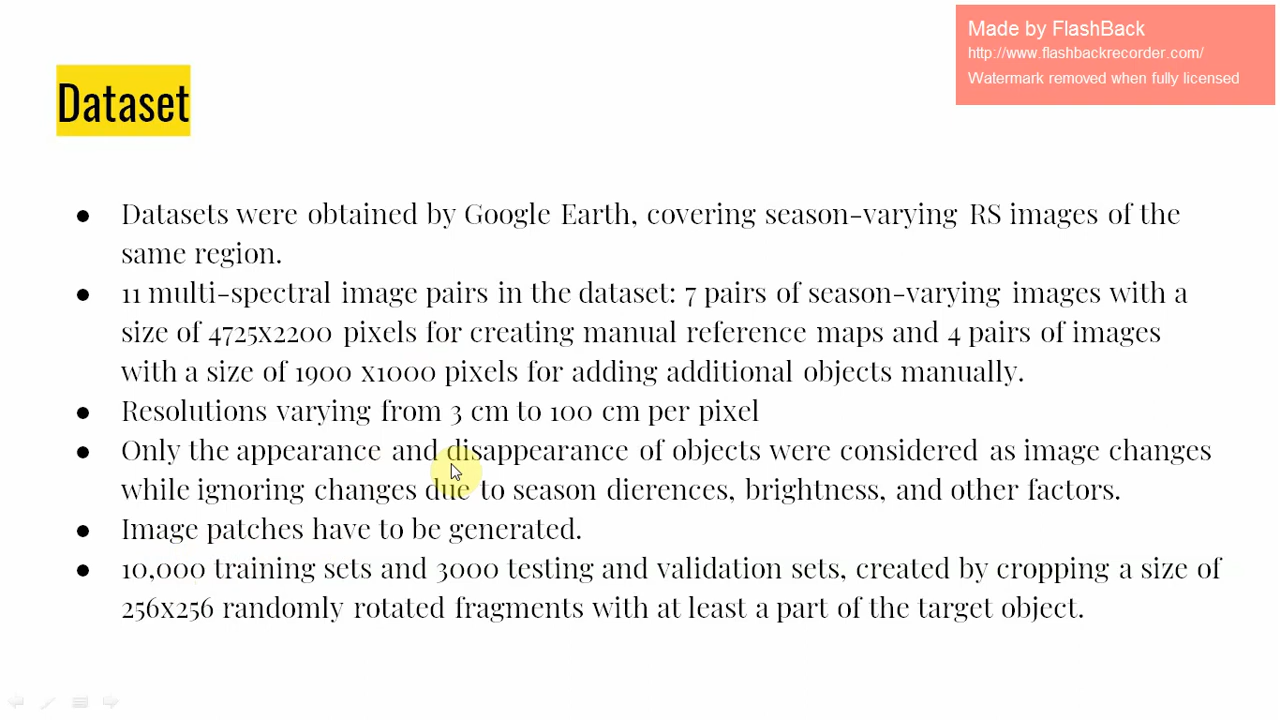 Made by FlashBack
http://www.flashbackrecorder.com/
Watermark removed when fully licensed
Dataset
● Datasets were obtained by Google Earth, covering season-varying RS images of the
same region.
● 11 multi-spectral image pairs in the dataset: 7 pairs of season-varying images with a
size of 4725x2200 pixels for creating manual reference maps and 4 pairs of images
with a size of 1900 x1000 pixels for adding additional objects manually.
● Resolutions varying from 3 cm to 100 cm per pixel
● Only the appearance and disappearance of objects were considered as image changes
while ignoring changes due to season dierences, brightness, and other factors.
● Image patches have to be generated.
● 10,000 training sets and 3000 testing and validation sets, created by cropping a size of
256x256 randomly rotated fragments with at least a part of the target object.